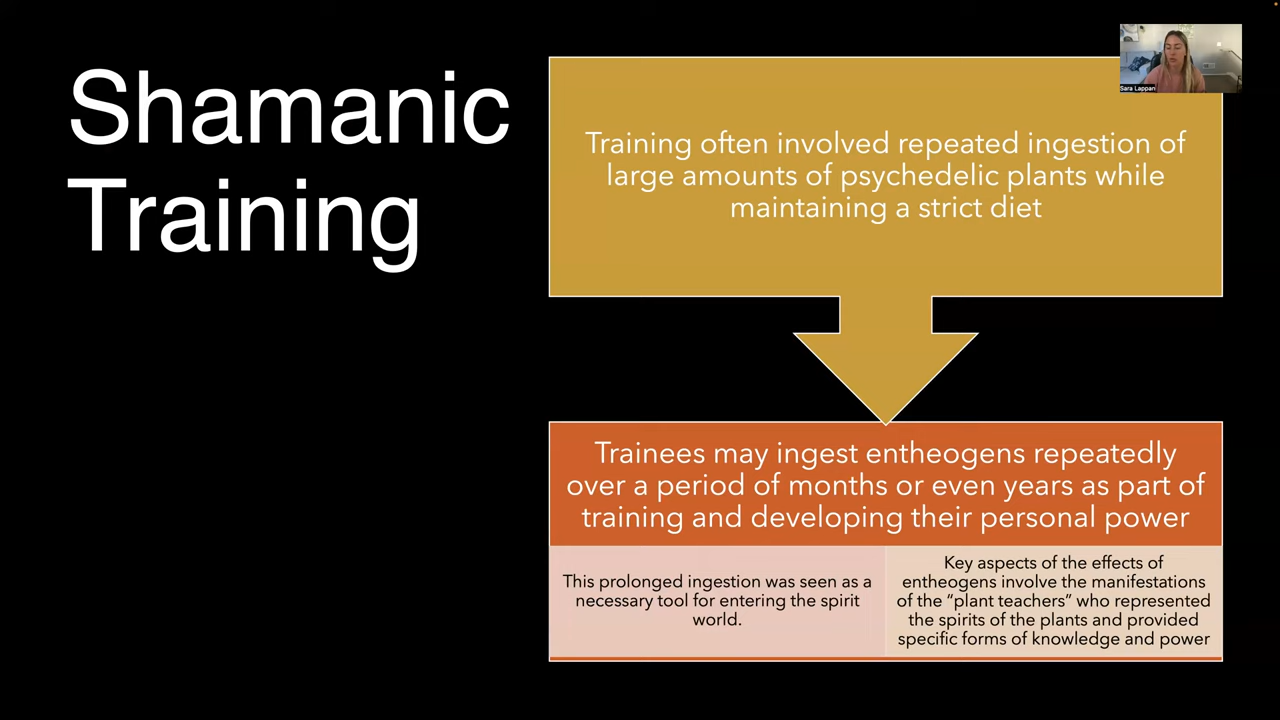 Shamanic
Training
Sara Lappan
Training often involved repeated ingestion of
large amounts of psychedelic plants while
maintaining a strict diet
Trainees may ingest entheogens repeatedly
over a period of months or even years as part of
training and developing their personal power
This prolonged ingestion was seen as a
necessary tool for entering the spirit
world.
Key aspects of the effects of
entheogens involve the manifestations
of the “plant teachers” who represented
the spirits of the plants and provided
specific forms of knowledge and power